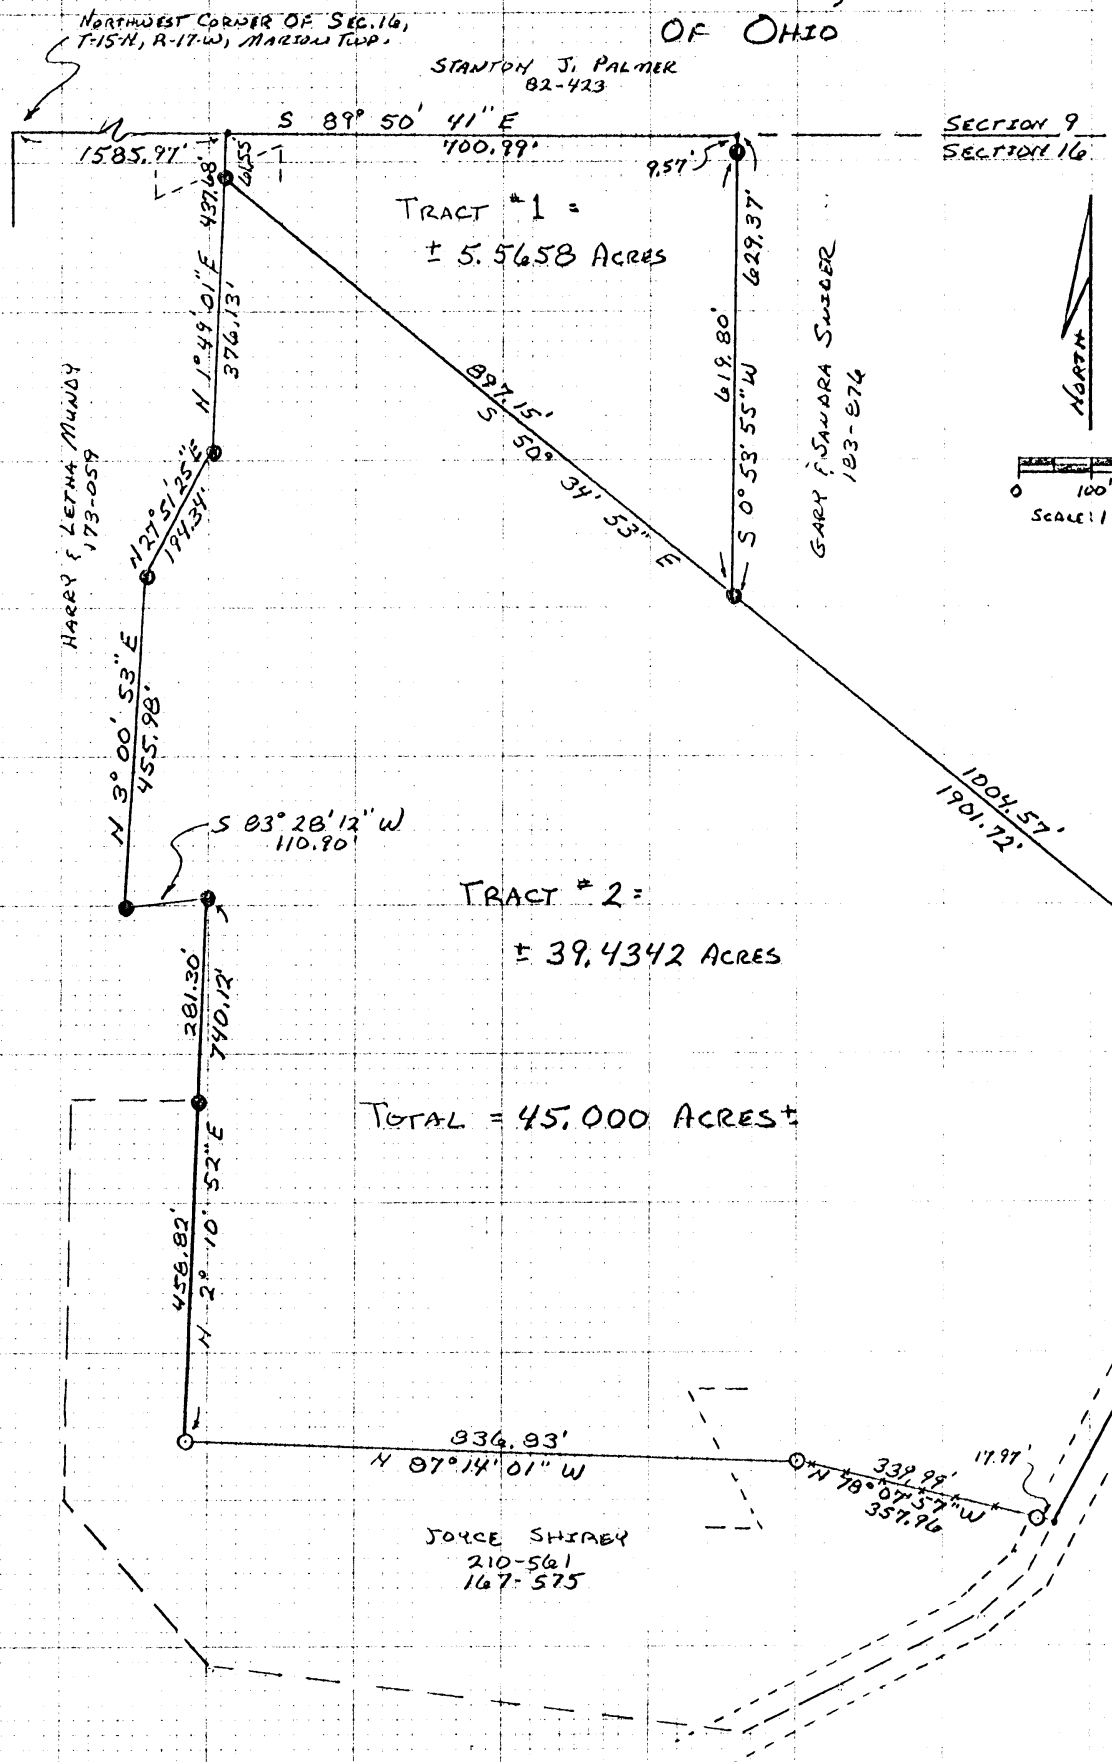 OF OHIO
NORTHWEST CORNER OF SEC. 16,
T-15-N, R-17-W, MARION TWP.
STANTON J. PALMER
82-423
S 89° 50' 41" E
1585.97'
700.99'
SECTION 9
SECTION 16
9.57'
66.55
N 1° 49' 01" E 437.68'
376.13'
TRACT #1 =
± 5.5658 ACRES
629.37'
619.80'
S 0° 53' 55" W
GARY & SANDRA SNIDER
183-876
NORTH
0 100'
SCALE: 1
897.15'
S 50° 34' 53" E
HARRY & LETHA MUNDY
173-059
N 27° 51' 25" E
194.34'
N 3° 00' 53" E
455.98'
1004.57'
1901.72'
S 83° 28' 12" W
110.90'
TRACT #2 =
± 39.4342 ACRES
281.30'
740.12'
TOTAL = 45.000 ACRES ±
458.82'
N 2° 10' 52" E
836.83'
N 87° 14' 01" W
339.99'
N 78° 07' 57" W
357.96
17.97'
JOYCE SHIREY
210-561
167-575